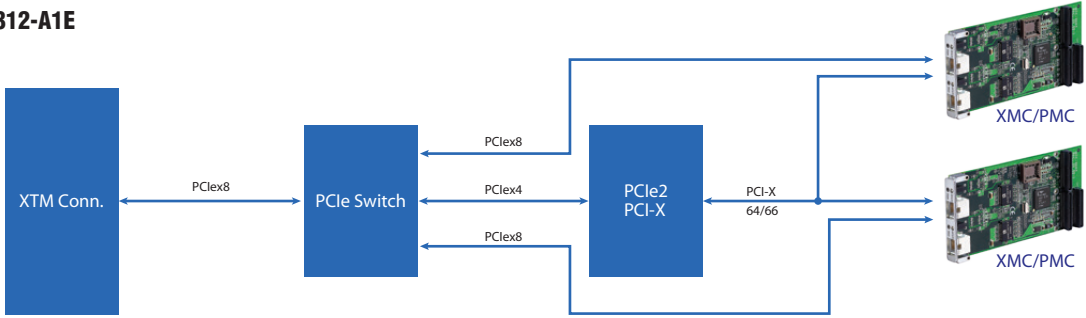 312-A1E
XTM Conn.
PCIex8
PCIe Switch
PCIex8
PCIex4
PCIex8
PCIe2
PCI-X
PCI-X
64/66
XMC/PMC
XMC/PMC